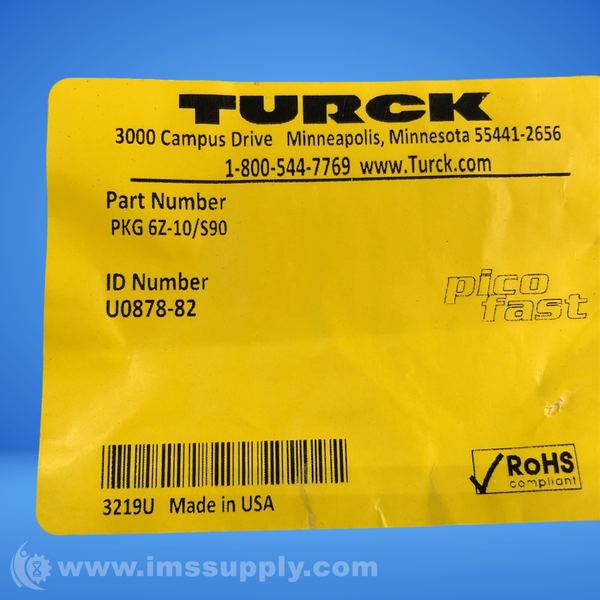 TURCK
3000 Campus Drive Minneapolis, Minnesota 55441-2656
1-800-544-7769 www.Turck.com
Part Number
PKG 6Z-10/S90
ID Number
U0878-82
pico
fast
3219U Made in USA
RoHS
compliant
www.imssupply.com